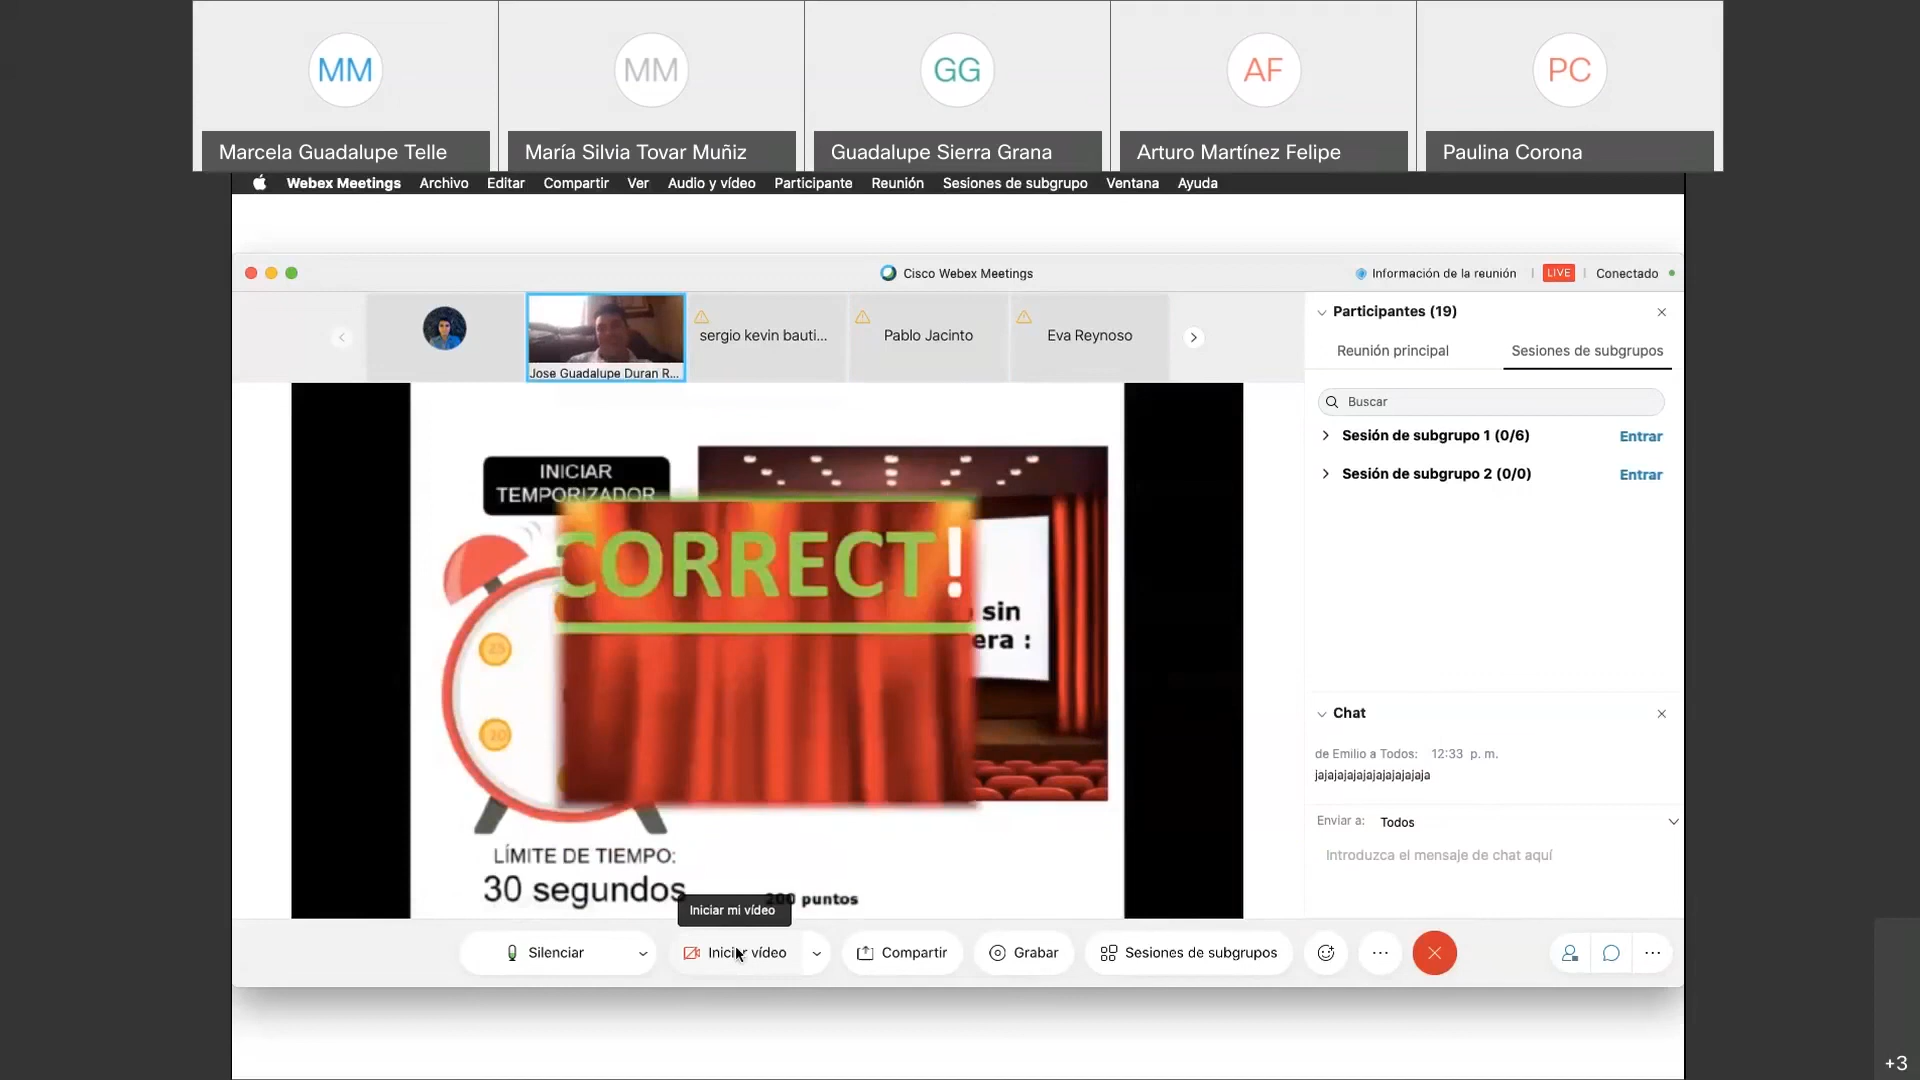 MM
MM
GG
AF
PC
Marcela Guadalupe Telle
María Silvia Tovar Muñiz
Guadalupe Sierra Grana
Arturo Martínez Felipe
Paulina Corona
Webex Meetings Archivo Editar Compartir Ver Audio y vídeo Participante Reunión Sesiones de subgrupo Ventana Ayuda
Cisco Webex Meetings
Información de la reunión
LIVE
Conectado
Jose Guadalupe Duran R...
sergio kevin bauti...
Pablo Jacinto
Eva Reynoso
Participantes (19)
Reunión principal
Sesiones de subgrupos
Buscar
Sesión de subgrupo 1 (0/6) Entrar
Sesión de subgrupo 2 (0/0) Entrar
INICIAR
TEMPORIZADOR
CORRECT!
sin
era :
25
20
LÍMITE DE TIEMPO:
30 segundos
200 puntos
Chat
de Emilio a Todos: 12:33 p. m.
jajajajajajajajajajaja
Enviar a: Todos
Introduzca el mensaje de chat aquí
Iniciar mi vídeo
Silenciar
Iniciar vídeo
Compartir
Grabar
Sesiones de subgrupos
+3